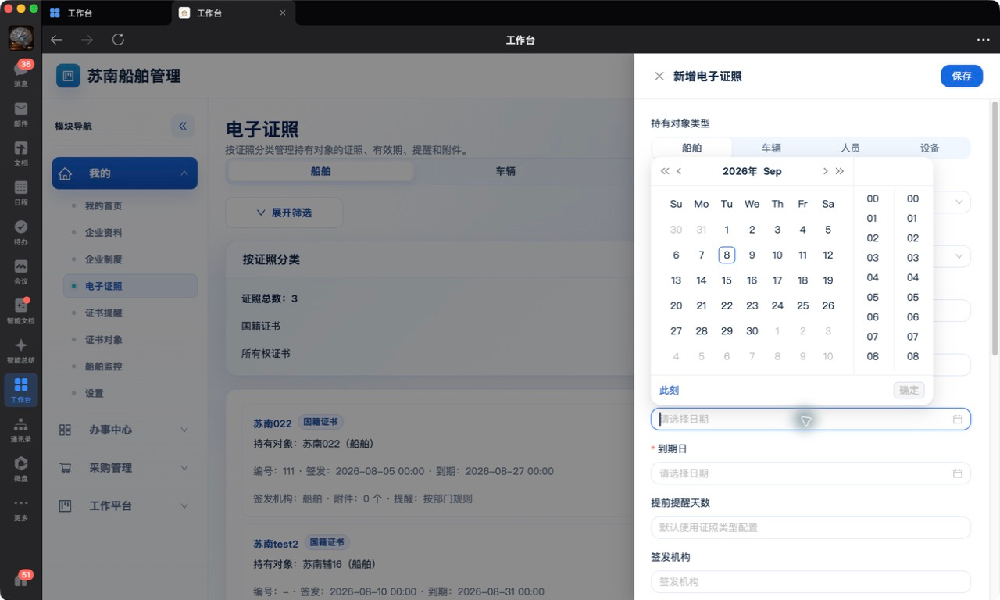 工作台
工作台
工作台
36
消息
邮件
文档
日程
待办
会议
智能文档
智能总结
工作台
通讯录
微盘
更多
51
苏南船舶管理
模块导航
我的
我的首页
企业资料
企业制度
电子证照
证书提醒
证书对象
船舶监控
设置
办事中心
采购管理
工作平台
电子证照
按证照分类管理持有对象的证照、有效期、提醒和附件。
船舶 车辆
展开筛选
按证照分类
证照总数：3
国籍证书
所有权证书
苏南022 国籍证书
持有对象：苏南022（船舶）
编号：111 · 签发：2026-08-05 00:00 · 到期：2026-08-27 00:00
签发机构：船舶 · 附件：0 个 · 提醒：按部门规则
苏南test2 国籍证书
持有对象：苏南辅16（船舶）
编号：- · 签发：2026-08-10 00:00 · 到期：2026-08-31 00:00
新增电子证照
保存
持有对象类型
船舶 车辆 人员 设备
2026年 Sep
Su Mo Tu We Th Fr Sa
30 31 1 2 3 4 5
6 7 8 9 10 11 12
13 14 15 16 17 18 19
20 21 22 23 24 25 26
27 28 29 30 1 2 3
4 5 6 7 8 9 10
00 00
01 01
02 02
03 03
04 04
05 05
06 06
07 07
08 08
此刻 确定
请选择日期
* 到期日
请选择日期
提前提醒天数
默认使用证照类型配置
签发机构
签发机构